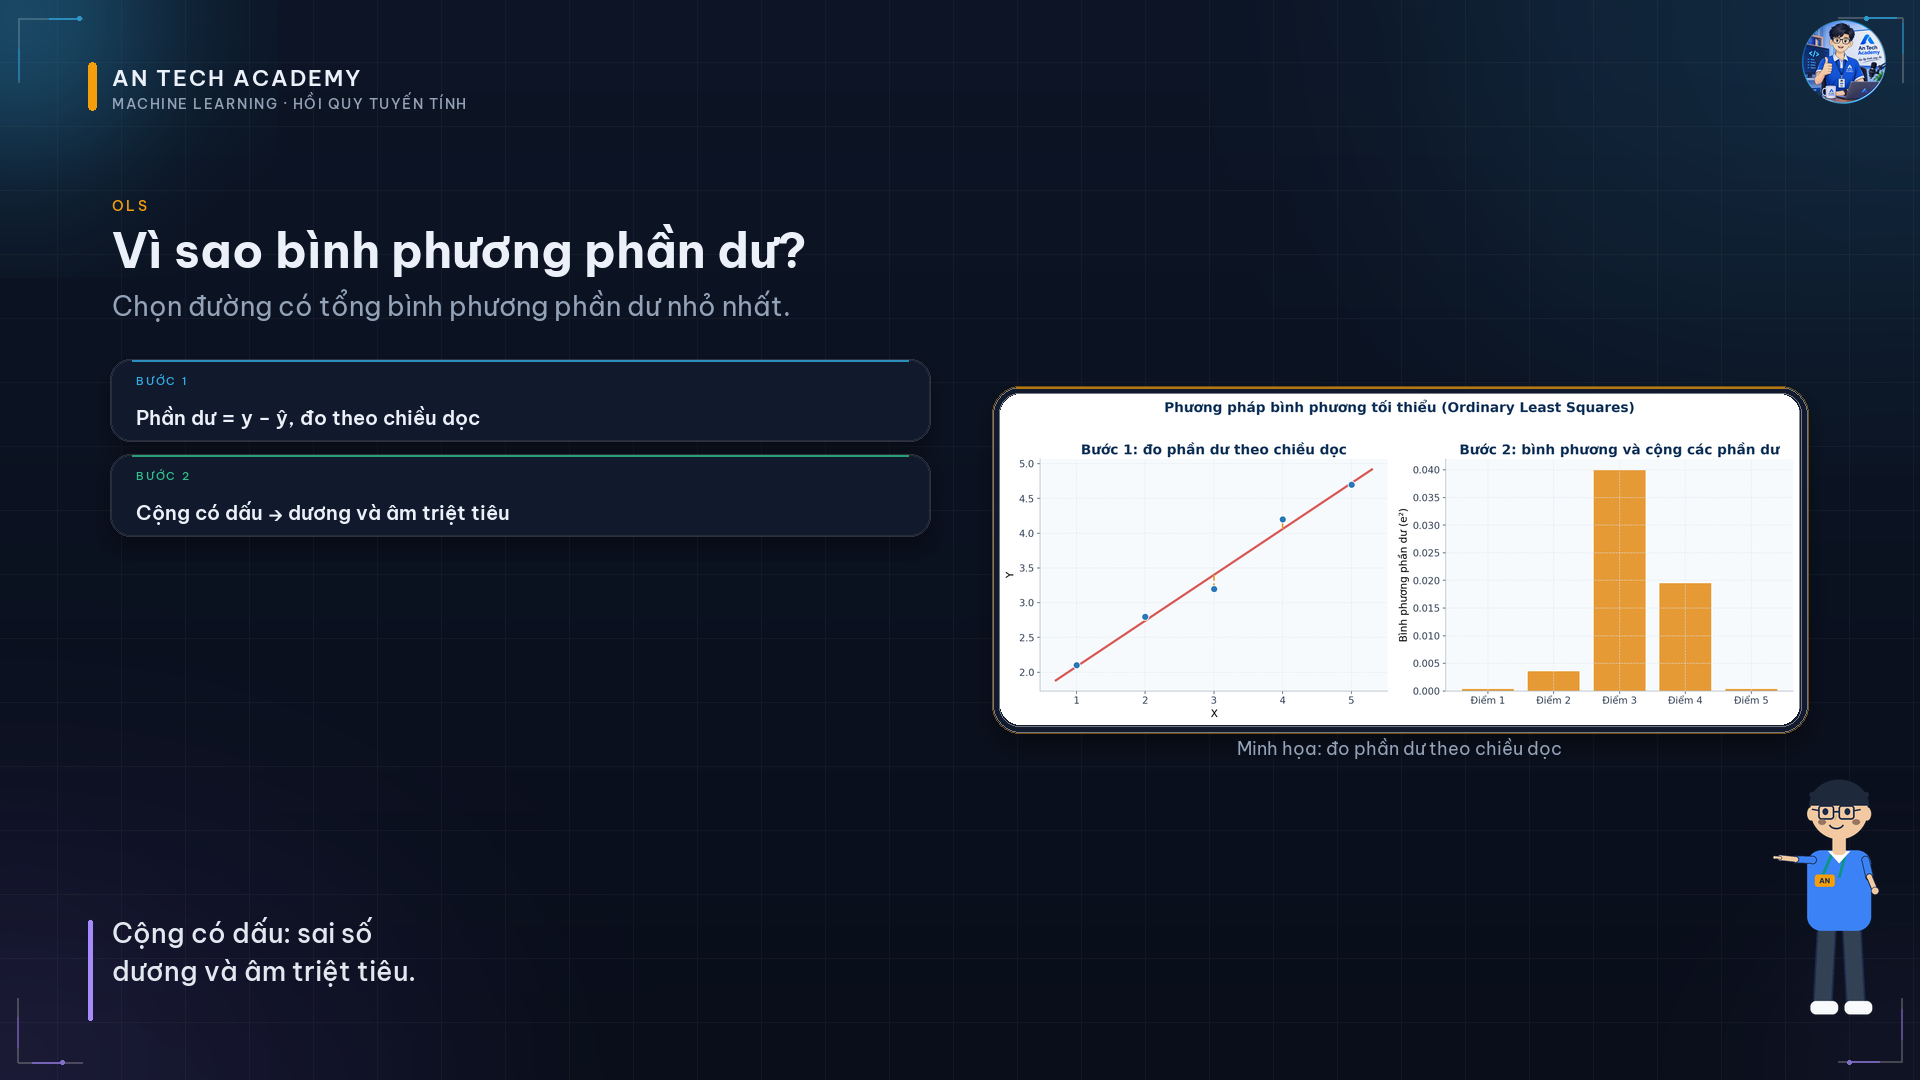 AN TECH ACADEMY
MACHINE LEARNING · HỒI QUY TUYẾN TÍNH
An Tech
Academy
OLS
Vì sao bình phương phần dư?
Chọn đường có tổng bình phương phần dư nhỏ nhất.
BƯỚC 1
Phần dư = y − ŷ, đo theo chiều dọc
BƯỚC 2
Cộng có dấu → dương và âm triệt tiêu
Phương pháp bình phương tối thiểu (Ordinary Least Squares)
Bước 1: đo phần dư theo chiều dọc
5.0
4.5
4.0
3.5
3.0
2.5
2.0
Y
1 2 3 4 5
X
Bước 2: bình phương và cộng các phần dư
0.040
0.035
0.030
0.025
0.020
0.015
0.010
0.005
0.000
Bình phương phần dư (e²)
Điểm 1 Điểm 2 Điểm 3 Điểm 4 Điểm 5
Minh họa: đo phần dư theo chiều dọc
AN
Cộng có dấu: sai số
dương và âm triệt tiêu.